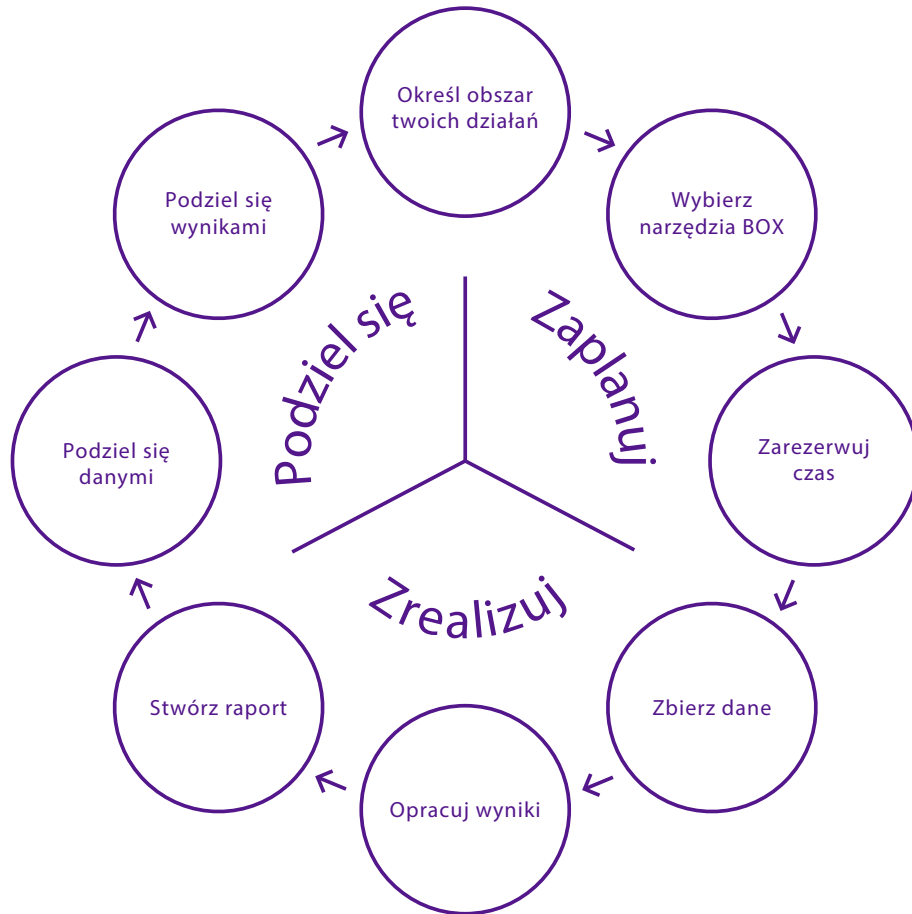 Określ obszar
twoich działań
Wybierz
narzędzia BOX
Zarezerwuj
czas
Zbierz dane
Opracuj wyniki
Stwórz raport
Podziel się
danymi
Podziel się
wynikami
Zaplanuj
Zrealizuj
Podziel się